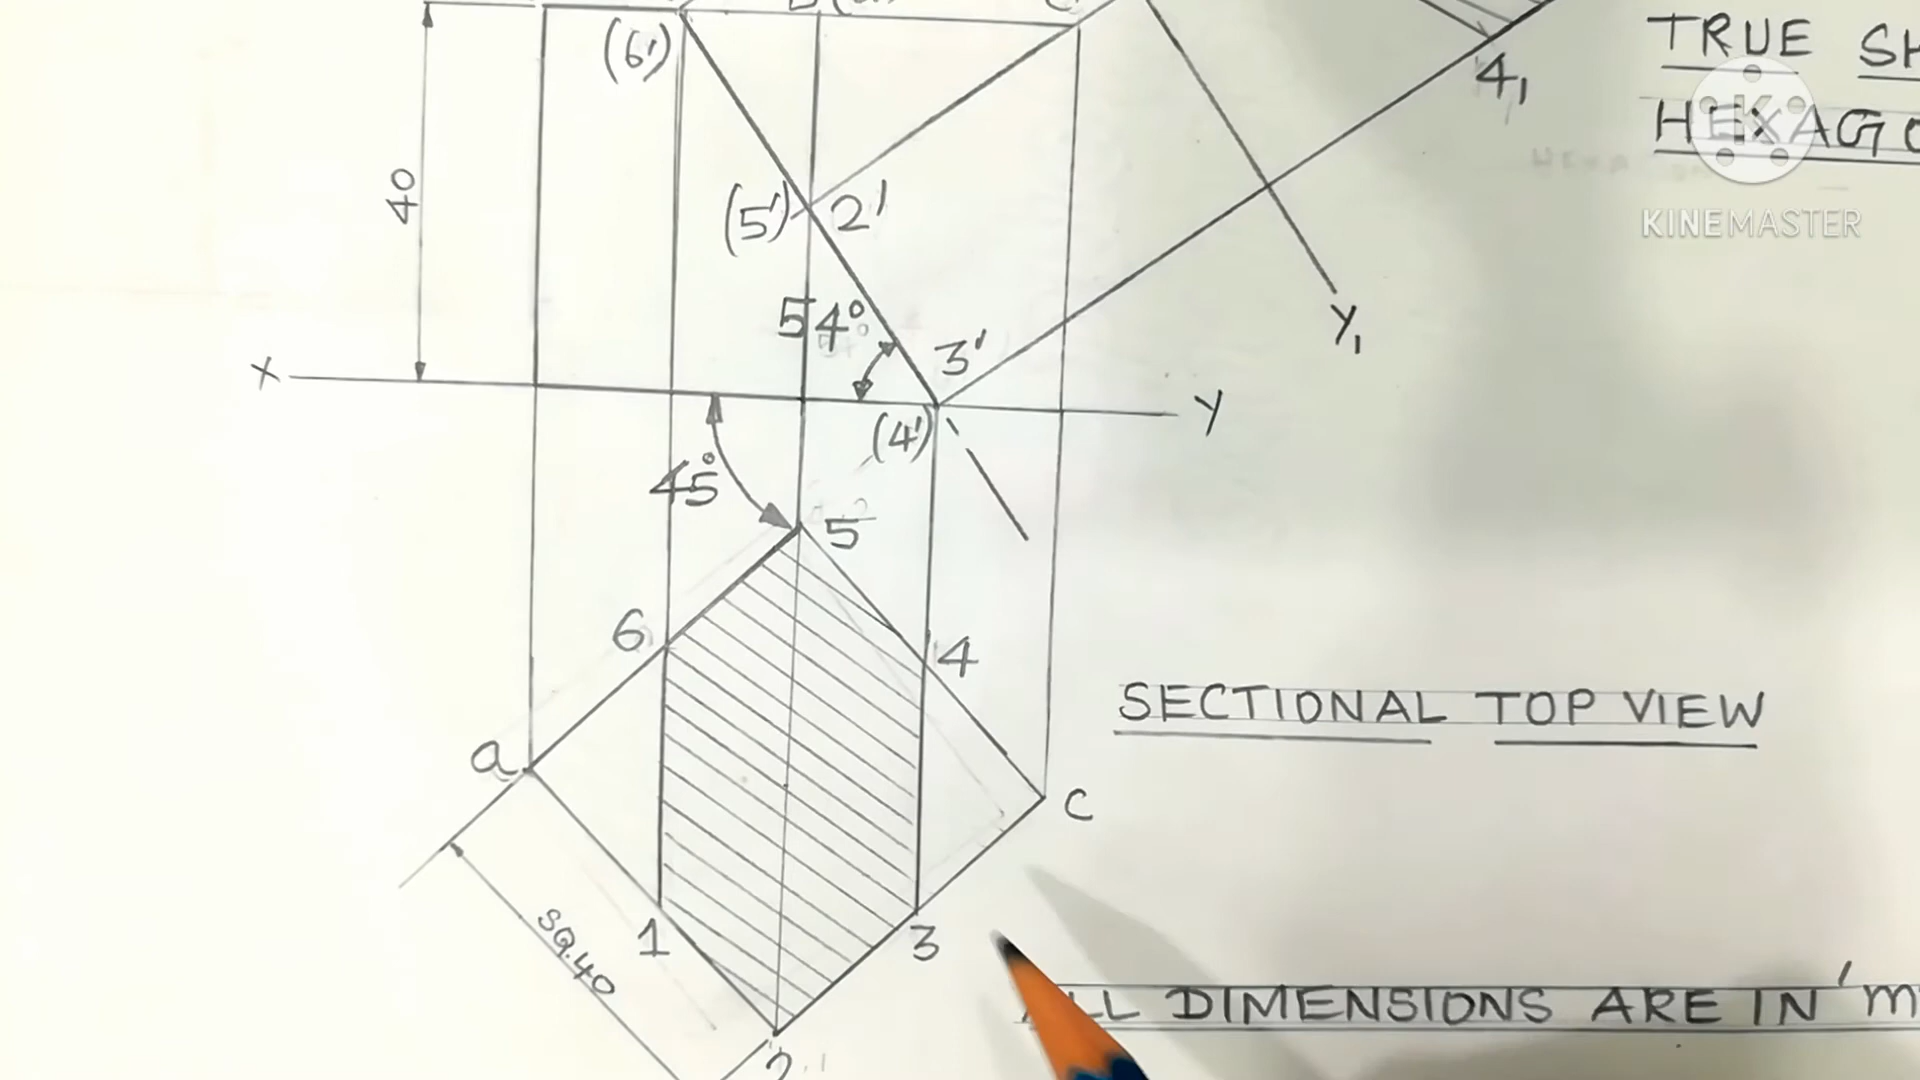 (6')
TRUE SH
4₁
HEXAGO
KINEMASTER
40
(5') 2'
54°
3'
Y₁
X
Y
(4')
45°
5
6
4
SECTIONAL TOP VIEW
a
c
1
3
SQ.40
ALL DIMENSIONS ARE IN 'm
2